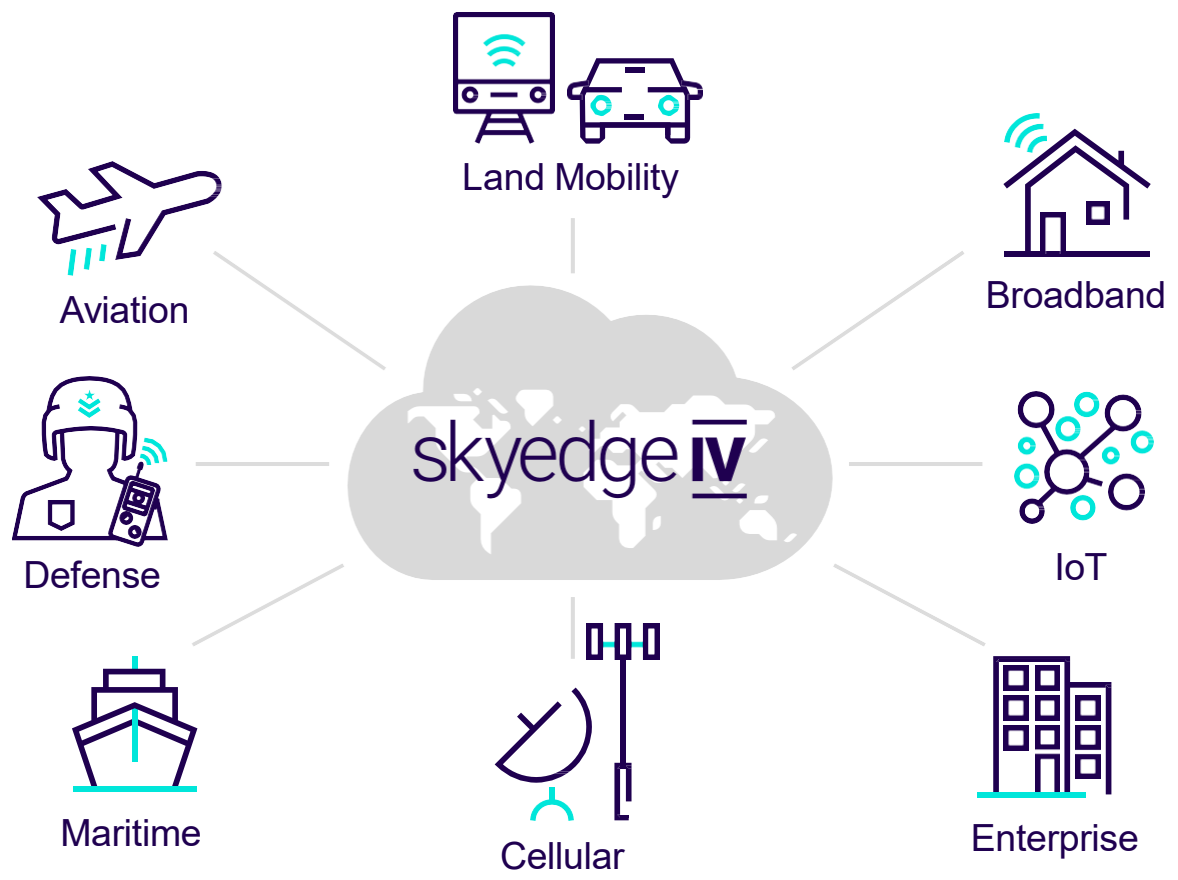 Land Mobility
Aviation
Broadband
skyedge IV
Defense
IoT
Maritime
Cellular
Enterprise